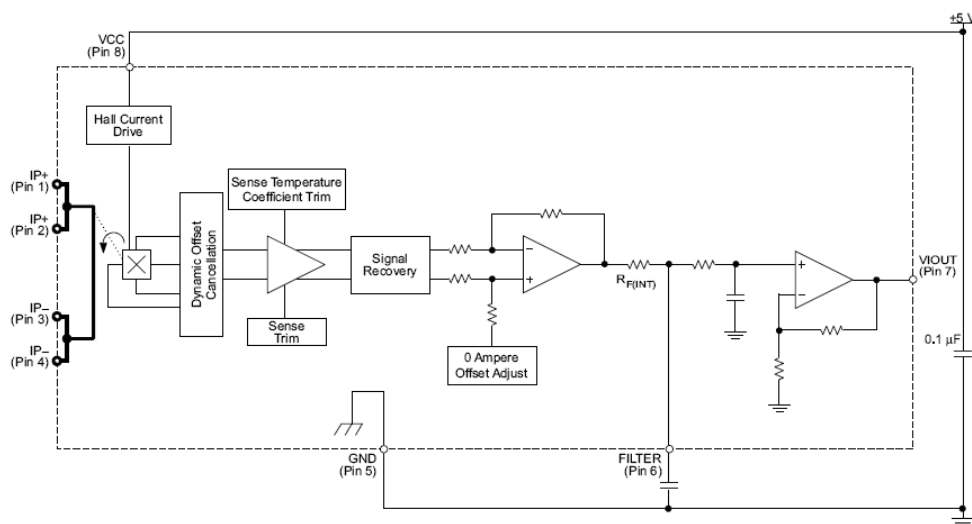 +5 V
VCC
(Pin 8)
Hall Current
Drive
IP+
(Pin 1)
IP+
(Pin 2)
IP−
(Pin 3)
IP−
(Pin 4)
Dynamic Offset
Cancellation
Sense Temperature
Coefficient Trim
Sense
Trim
Signal
Recovery
0 Ampere
Offset Adjust
−
+
RF(INT)
+
−
VIOUT
(Pin 7)
0.1 µF
GND
(Pin 5)
FILTER
(Pin 6)